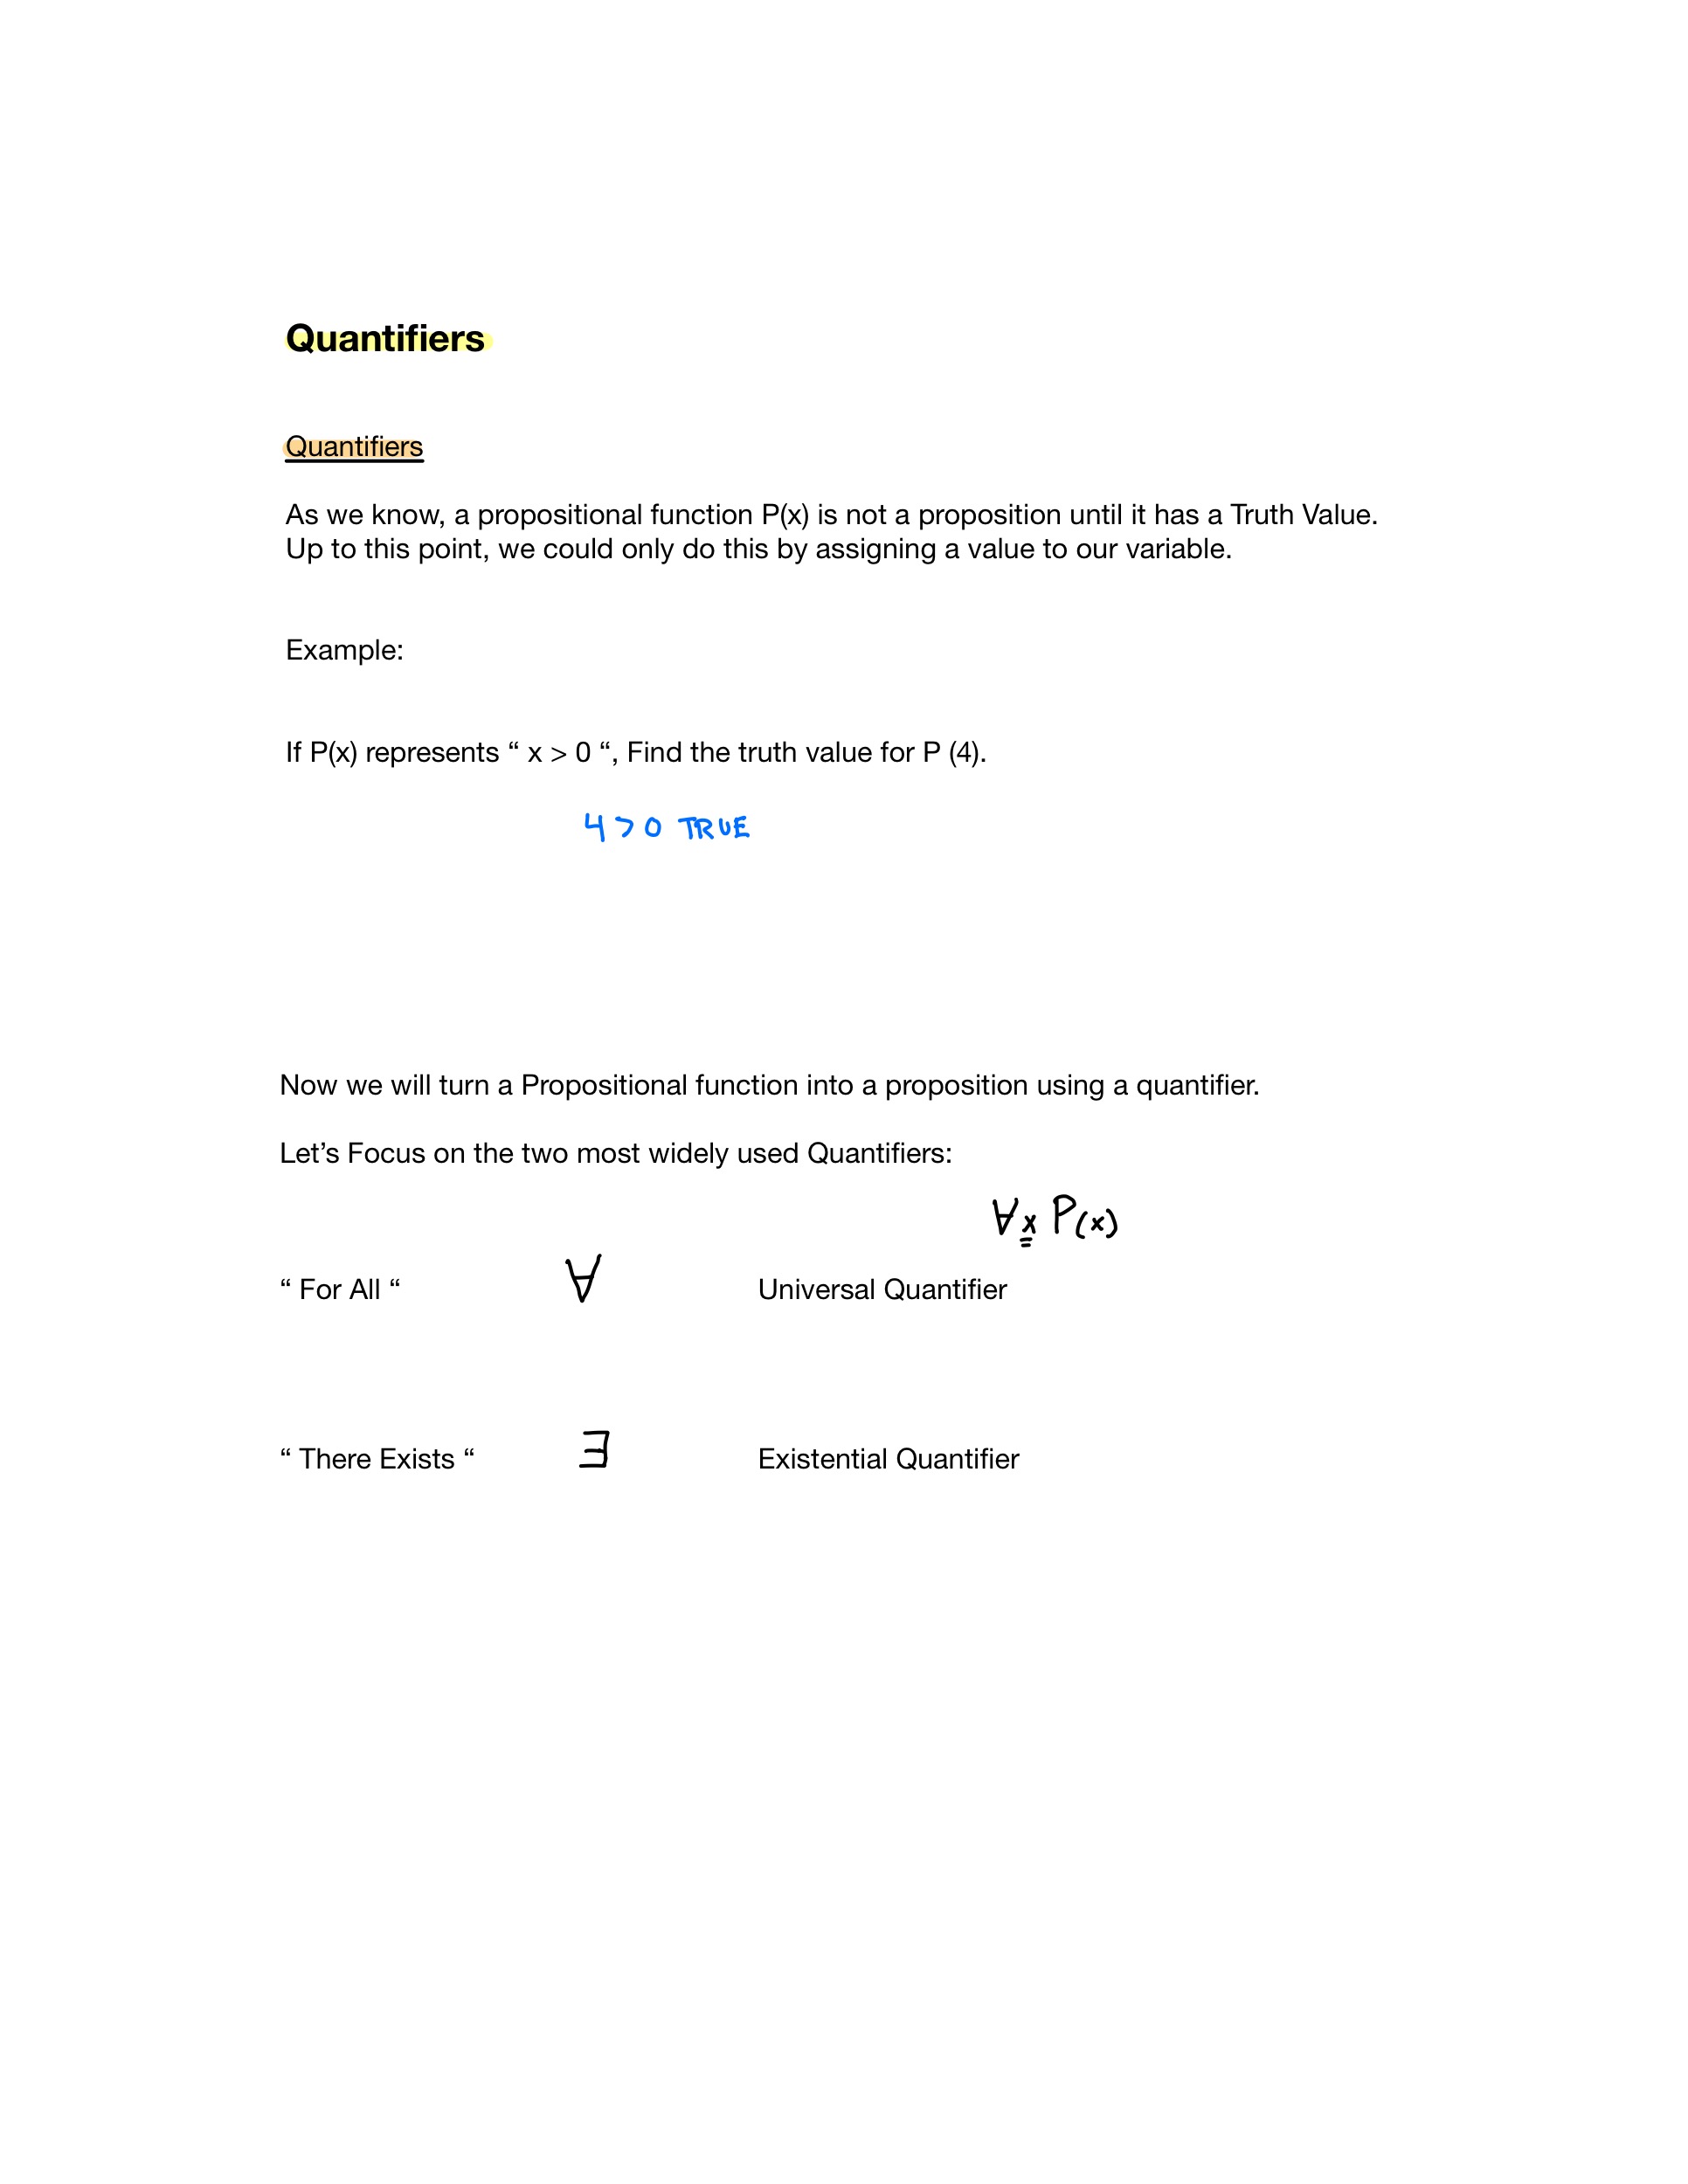 Quantifiers
Quantifiers
As we know, a propositional function P(x) is not a proposition until it has a Truth Value.
Up to this point, we could only do this by assigning a value to our variable.
Example:
If P(x) represents “ x > 0 “, Find the truth value for P (4).
4 > 0 TRUE
Now we will turn a Propositional function into a proposition using a quantifier.
Let’s Focus on the two most widely used Quantifiers:
∀x P(x)
“ For All “ ∀ Universal Quantifier
“ There Exists “ ∃ Existential Quantifier